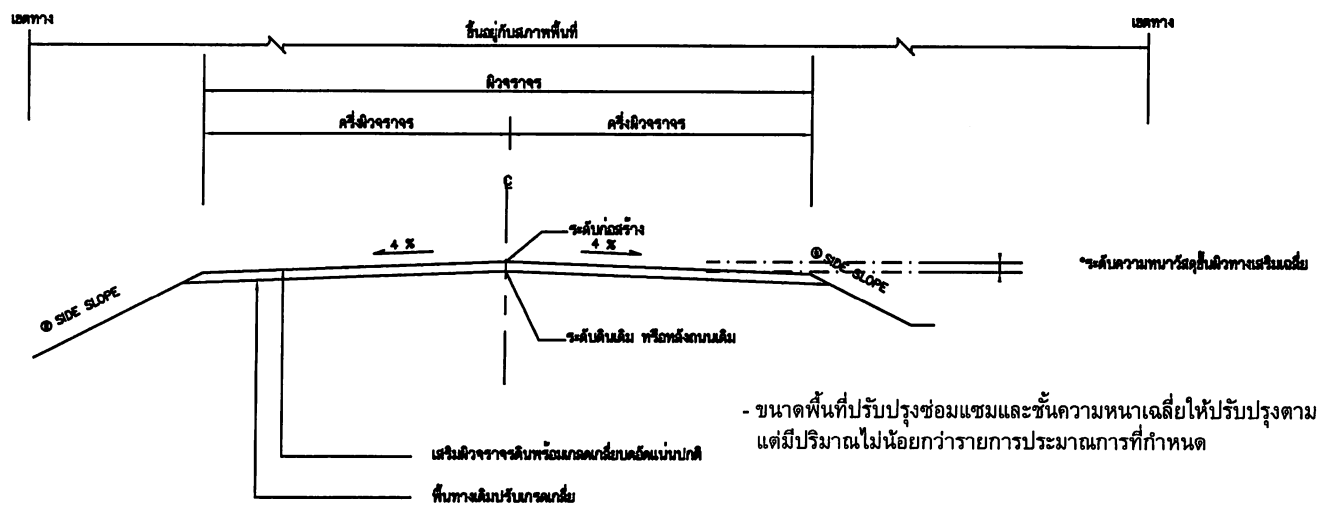 เขตทาง
เขตทาง
ขึ้นอยู่กับสภาพพื้นที่
ผิวจราจร
ครึ่งผิวจราจร
ครึ่งผิวจราจร
℄
ระดับก่อสร้าง
4 %
4 %
SIDE SLOPE
SIDE SLOPE
*ระดับความหนาวัสดุชั้นผิวทางเสริมเฉลี่ย
ระดับดินเดิม หรือหลังถนนเดิม
- ขนาดพื้นที่ปรับปรุงซ่อมแซมและชั้นความหนาเฉลี่ยให้ปรับปรุงตาม
แต่มีปริมาณไม่น้อยกว่ารายการประมาณการที่กำหนด
เสริมผิวจราจรดินพร้อมเกรดเกลี่ยบดอัดแน่นปกติ
พื้นทางเดิมปรับเกรดเกลี่ย